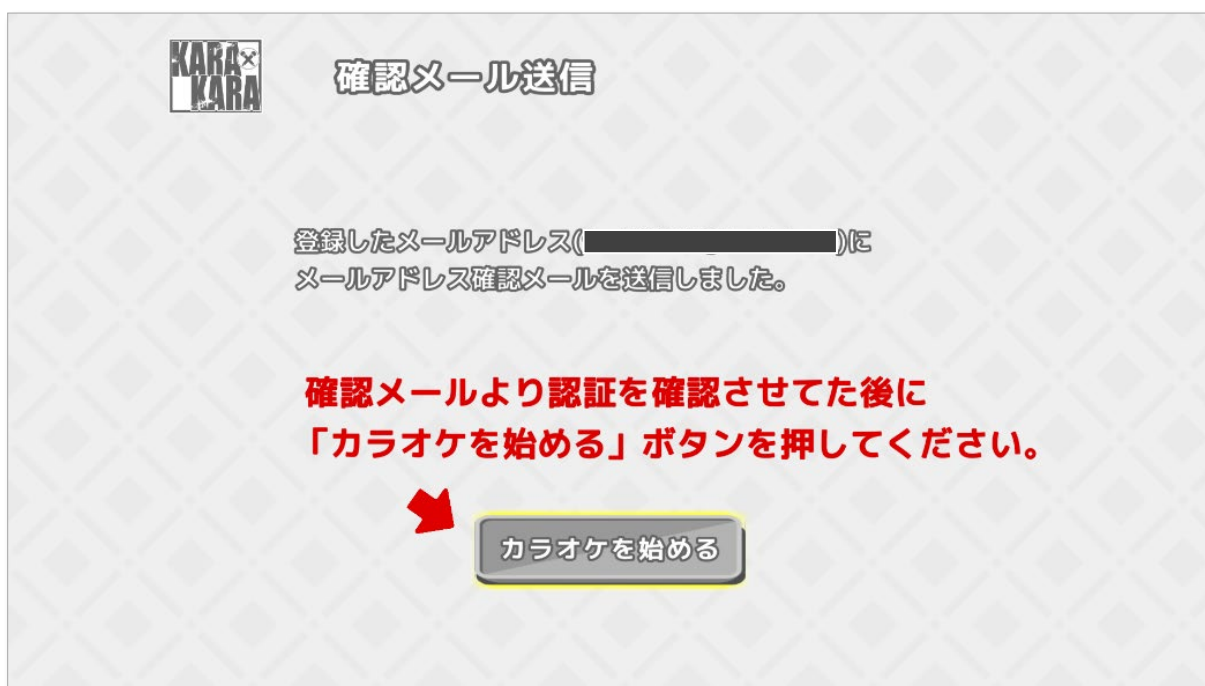 KARA
KARA
確認メール送信
登録したメールアドレス()に
メールアドレス確認メールを送信しました。
確認メールより認証を確認させてた後に
「カラオケを始める」ボタンを押してください。
カラオケを始める